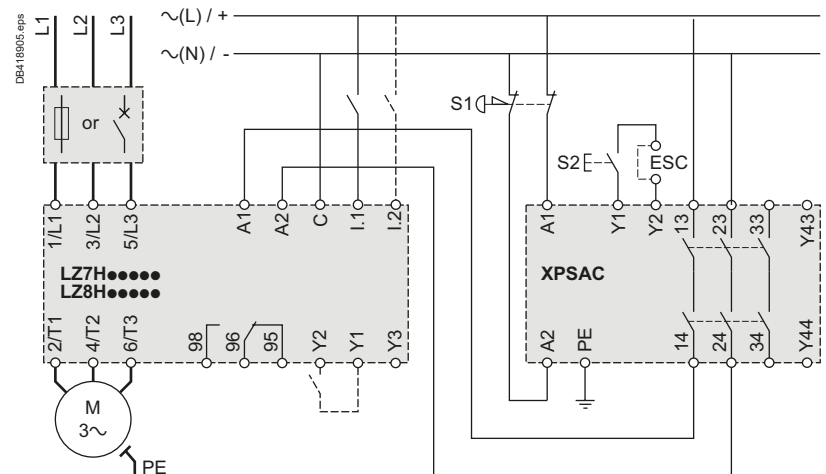 DB418905.eps
L1
L2
L3
∼(L) / +
∼(N) / -
or
S1
S2
ESC
1/L1
3/L2
5/L3
A1
A2
C
I.1
I.2
LZ7H●●●●●
LZ8H●●●●●
2/T1
4/T2
6/T3
98
96
95
Y2
Y1
Y3
M
3∼
PE
A1
Y1
Y2
13
23
33
Y43
XPSAC
A2
PE
14
24
34
Y44